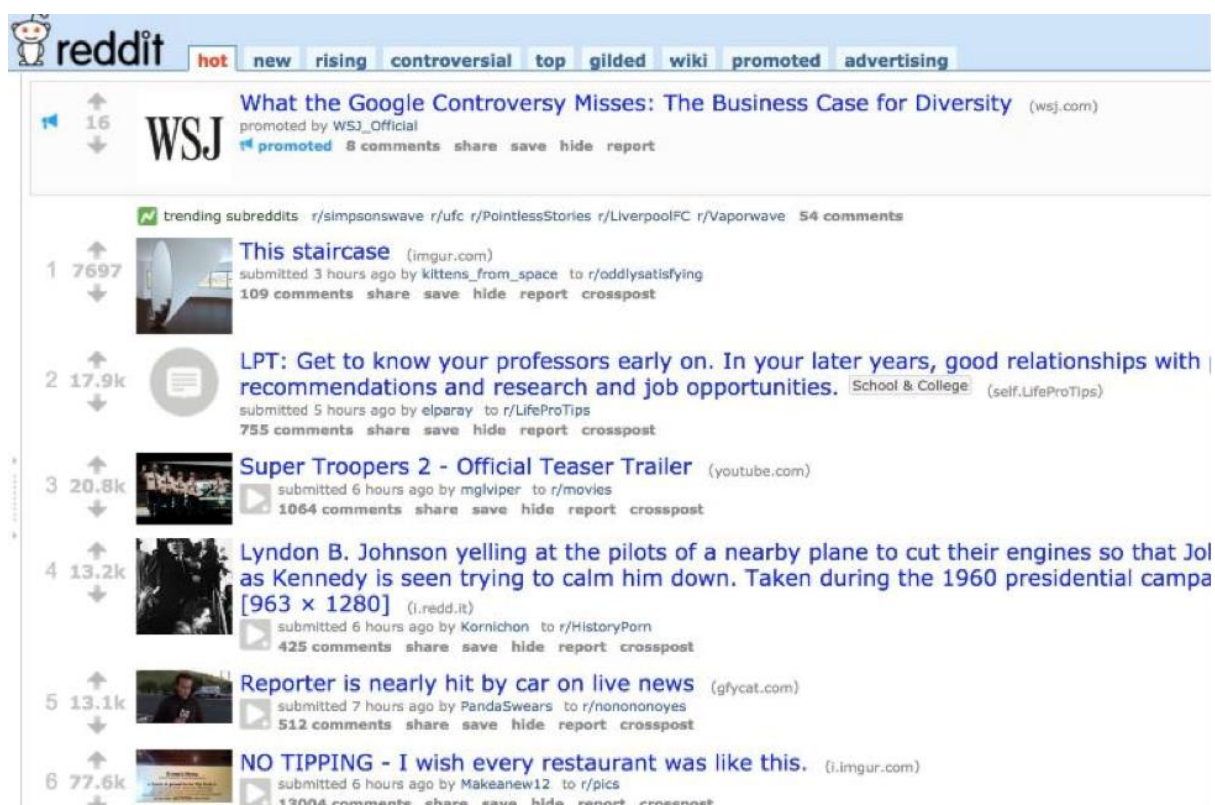 reddit hot new rising controversial top gilded wiki promoted advertising
What the Google Controversy Misses: The Business Case for Diversity (wsj.com)
16
WSJ
promoted by WSJ_Official
promoted 8 comments share save hide report
trending subreddits r/simpsonswave r/ufc r/PointlessStories r/LiverpoolFC r/Vaporwave 54 comments
This staircase (imgur.com)
1 7697
submitted 3 hours ago by kittens_from_space to r/oddlysatisfying
109 comments share save hide report crosspost
LPT: Get to know your professors early on. In your later years, good relationships with
2 17.9k
recommendations and research and job opportunities. School & College (self.LifeProTips)
submitted 5 hours ago by elparay to r/LifeProTips
755 comments share save hide report crosspost
Super Troopers 2 - Official Teaser Trailer (youtube.com)
3 20.8k
submitted 6 hours ago by mglviper to r/movies
1064 comments share save hide report crosspost
Lyndon B. Johnson yelling at the pilots of a nearby plane to cut their engines so that Jo
4 13.2k
as Kennedy is seen trying to calm him down. Taken during the 1960 presidential campa
[963 × 1280] (i.redd.it)
submitted 6 hours ago by Kornichon to r/HistoryPorn
425 comments share save hide report crosspost
Reporter is nearly hit by car on live news (gfycat.com)
5 13.1k
submitted 7 hours ago by PandaSwears to r/nonononoyes
512 comments share save hide report crosspost
NO TIPPING - I wish every restaurant was like this. (i.imgur.com)
6 77.6k
submitted 6 hours ago by Makeanew12 to r/pics
13004 comments share save hide report crosspost